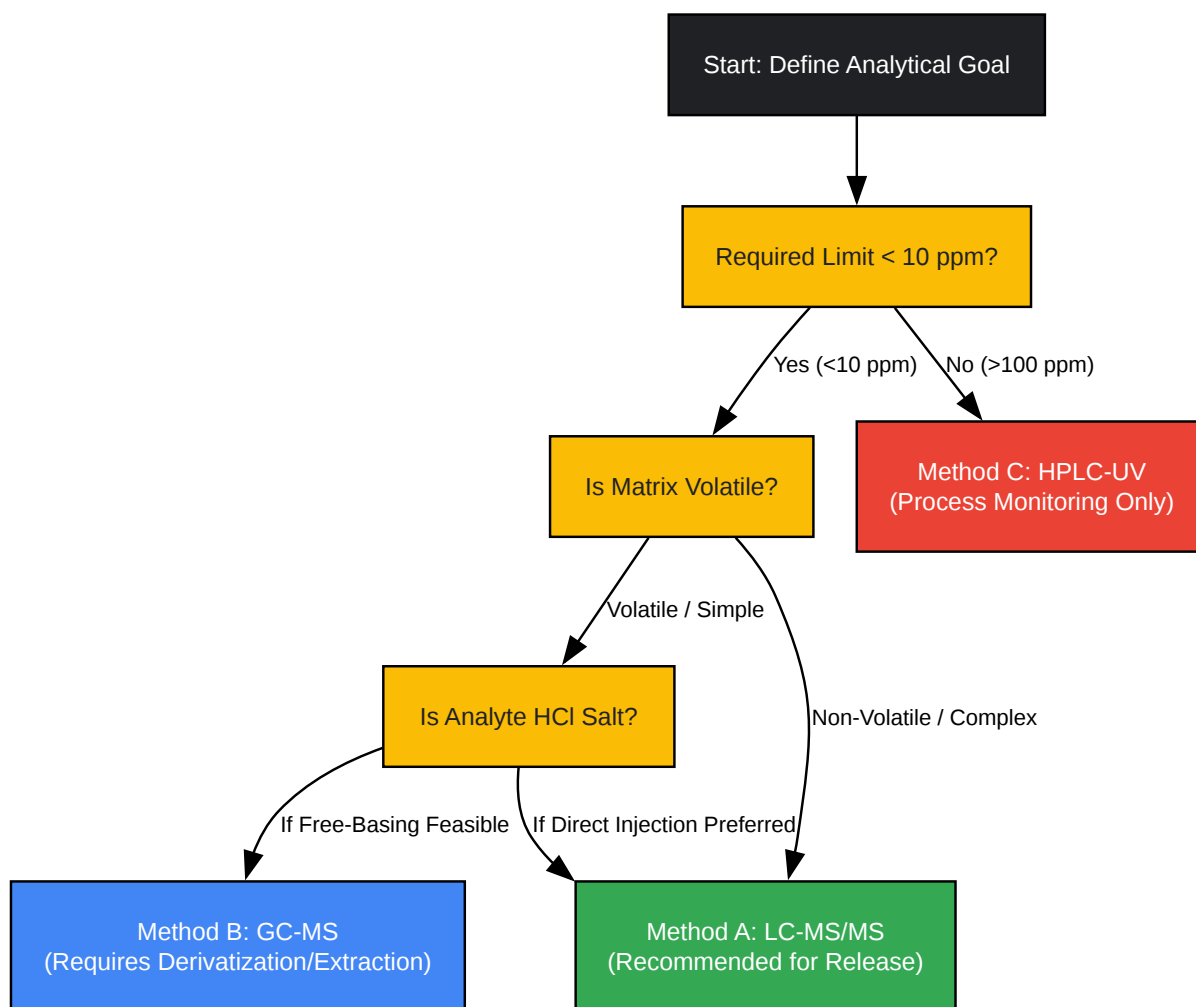 Start: Define Analytical Goal
Required Limit < 10 ppm?
Yes (<10 ppm)
No (>100 ppm)
Is Matrix Volatile?
Method C: HPLC-UV
(Process Monitoring Only)
Volatile / Simple
Is Analyte HCl Salt?
Non-Volatile / Complex
If Free-Basing Feasible
If Direct Injection Preferred
Method B: GC-MS
(Requires Derivatization/Extraction)
Method A: LC-MS/MS
(Recommended for Release)